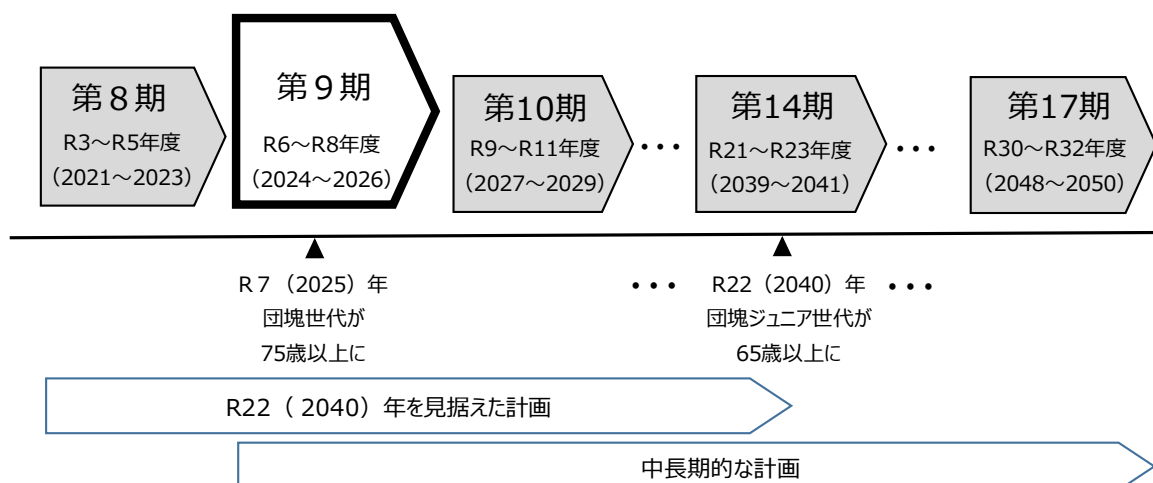 第８期
R3～R5年度
（2021～2023）
第９期
R6～R8年度
（2024～2026）
第10期
R9～R11年度
（2027～2029）
・・・
第14期
R21～R23年度
（2039～2041）
・・・
第17期
R30～R32年度
（2048～2050）
R７（2025）年
団塊世代が
75歳以上に
・・・
R22（2040）年
団塊ジュニア世代が
65歳以上に
・・・
R22（ 2040）年を見据えた計画
中長期的な計画